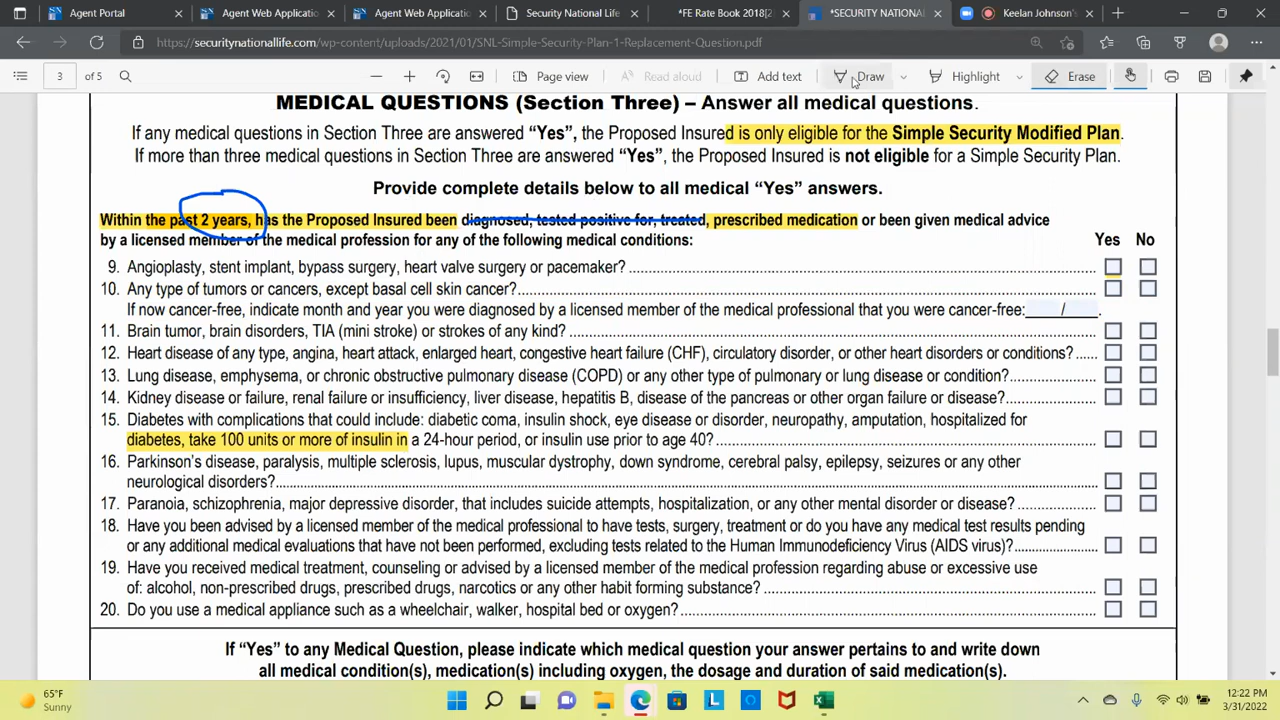 Agent Portal
Agent Web Application
Agent Web Application
Security National Life
*FE Rate Book 2018[2]
*SECURITY NATIONAL
Keelan Johnson's
https://securitynationallife.com/wp-content/uploads/2021/01/SNL-Simple-Security-Plan-1-Replacement-Question.pdf
3 of 5
Page view
Read aloud
Add text
Draw
Highlight
Erase
MEDICAL QUESTIONS (Section Three) – Answer all medical questions.
If any medical questions in Section Three are answered “Yes”, the Proposed Insured is only eligible for the Simple Security Modified Plan.
If more than three medical questions in Section Three are answered “Yes”, the Proposed Insured is not eligible for a Simple Security Plan.
Provide complete details below to all medical “Yes” answers.
Within the past 2 years, has the Proposed Insured been diagnosed, tested positive for, treated, prescribed medication or been given medical advice
by a licensed member of the medical profession for any of the following medical conditions: Yes No
9. Angioplasty, stent implant, bypass surgery, heart valve surgery or pacemaker?
10. Any type of tumors or cancers, except basal cell skin cancer?
If now cancer-free, indicate month and year you were diagnosed by a licensed member of the medical professional that you were cancer-free: / .
11. Brain tumor, brain disorders, TIA (mini stroke) or strokes of any kind?
12. Heart disease of any type, angina, heart attack, enlarged heart, congestive heart failure (CHF), circulatory disorder, or other heart disorders or conditions?
13. Lung disease, emphysema, or chronic obstructive pulmonary disease (COPD) or any other type of pulmonary or lung disease or condition?
14. Kidney disease or failure, renal failure or insufficiency, liver disease, hepatitis B, disease of the pancreas or other organ failure or disease?
15. Diabetes with complications that could include: diabetic coma, insulin shock, eye disease or disorder, neuropathy, amputation, hospitalized for
diabetes, take 100 units or more of insulin in a 24-hour period, or insulin use prior to age 40?
16. Parkinson’s disease, paralysis, multiple sclerosis, lupus, muscular dystrophy, down syndrome, cerebral palsy, epilepsy, seizures or any other
neurological disorders?
17. Paranoia, schizophrenia, major depressive disorder, that includes suicide attempts, hospitalization, or any other mental disorder or disease?
18. Have you been advised by a licensed member of the medical professional to have tests, surgery, treatment or do you have any medical test results pending
or any additional medical evaluations that have not been performed, excluding tests related to the Human Immunodeficiency Virus (AIDS virus)?
19. Have you received medical treatment, counseling or advised by a licensed member of the medical profession regarding abuse or excessive use
of: alcohol, non-prescribed drugs, prescribed drugs, narcotics or any other habit forming substance?
20. Do you use a medical appliance such as a wheelchair, walker, hospital bed or oxygen?
If “Yes” to any Medical Question, please indicate which medical question your answer pertains to and write down
all medical condition(s), medication(s) including oxygen, the dosage and duration of said medication(s).
65°F
Sunny
L
12:22 PM
3/31/2022